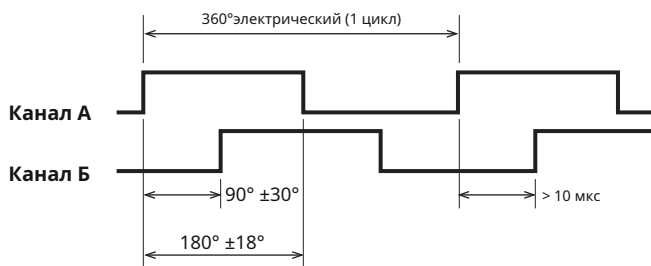 360°электрический (1 цикл)
Канал А
Канал Б
90° ±30°
> 10 мкс
180° ±18°